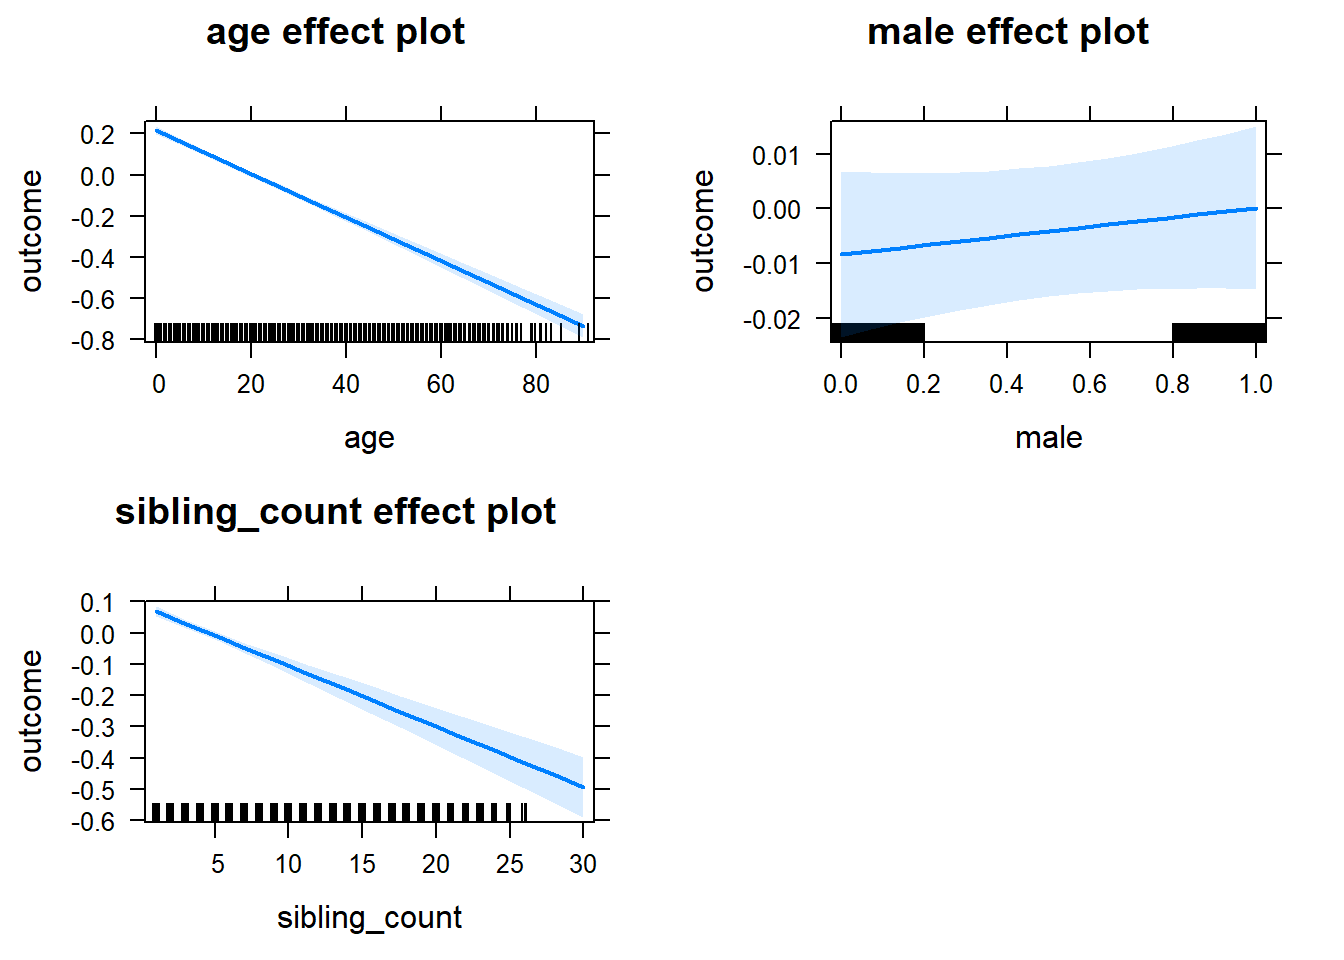 age effect plot
outcome
0.2
0.0
-0.2
-0.4
-0.6
-0.8
0 20 40 60 80
age
male effect plot
outcome
0.01
0.00
-0.01
-0.02
0.0 0.2 0.4 0.6 0.8 1.0
male
sibling_count effect plot
outcome
0.1
0.0
-0.1
-0.2
-0.3
-0.4
-0.5
-0.6
5 10 15 20 25 30
sibling_count